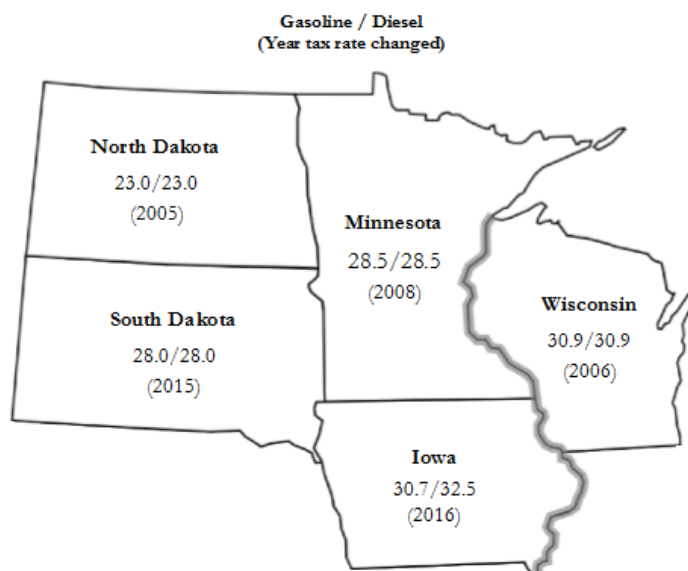 Gasoline / Diesel
(Year tax rate changed)
North Dakota
23.0/23.0
(2005)
Minnesota
28.5/28.5
(2008)
South Dakota
28.0/28.0
(2015)
Wisconsin
30.9/30.9
(2006)
Iowa
30.7/32.5
(2016)